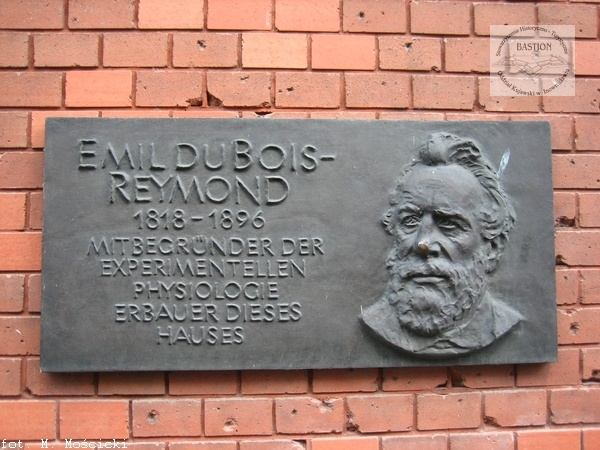 BASTION
EMIL DU BOIS-
REYMOND
1818-1896
MITBEGRÜNDER DER
EXPERIMENTELLEN
PHYSIOLOGIE
ERBAUER DIESES
HAUSES
fot. M. Mościcki